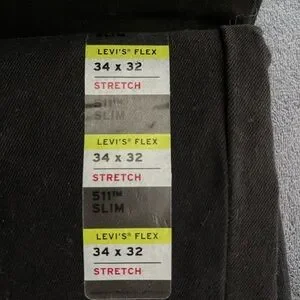 LEVI'S® FLEX
34 x 32
STRETCH
511™
SLIM
LEVI'S® FLEX
34 x 32
STRETCH
511™
SLIM
LEVI'S® FLEX
34 x 32
STRETCH